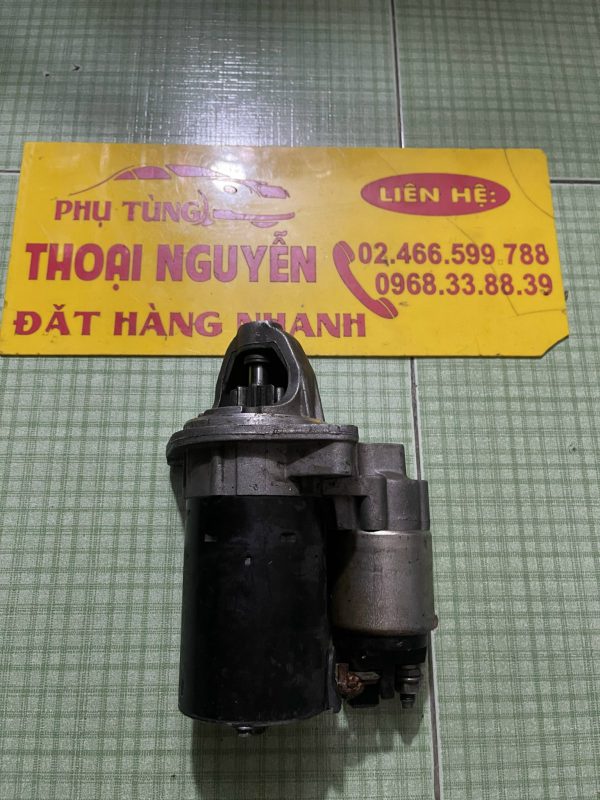 PHỤ TÙNG
LIÊN HỆ:
THOẠI NGUYỄN
02.466.599.788
0968.33.88.39
ĐẶT HÀNG NHANH